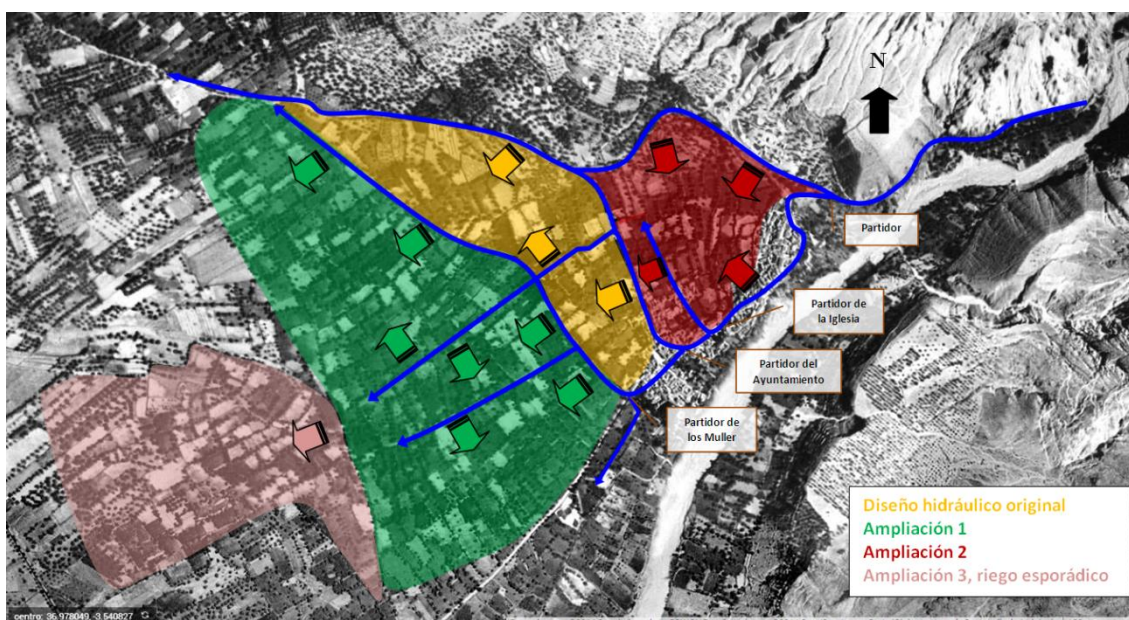 N
Partidor
Partidor de
la Iglesia
Partidor del
Ayuntamiento
Partidor de
los Muller
Diseño hidráulico original
Ampliación 1
Ampliación 2
Ampliación 3, riego esporádico
centro: 36.978049, -3.540827